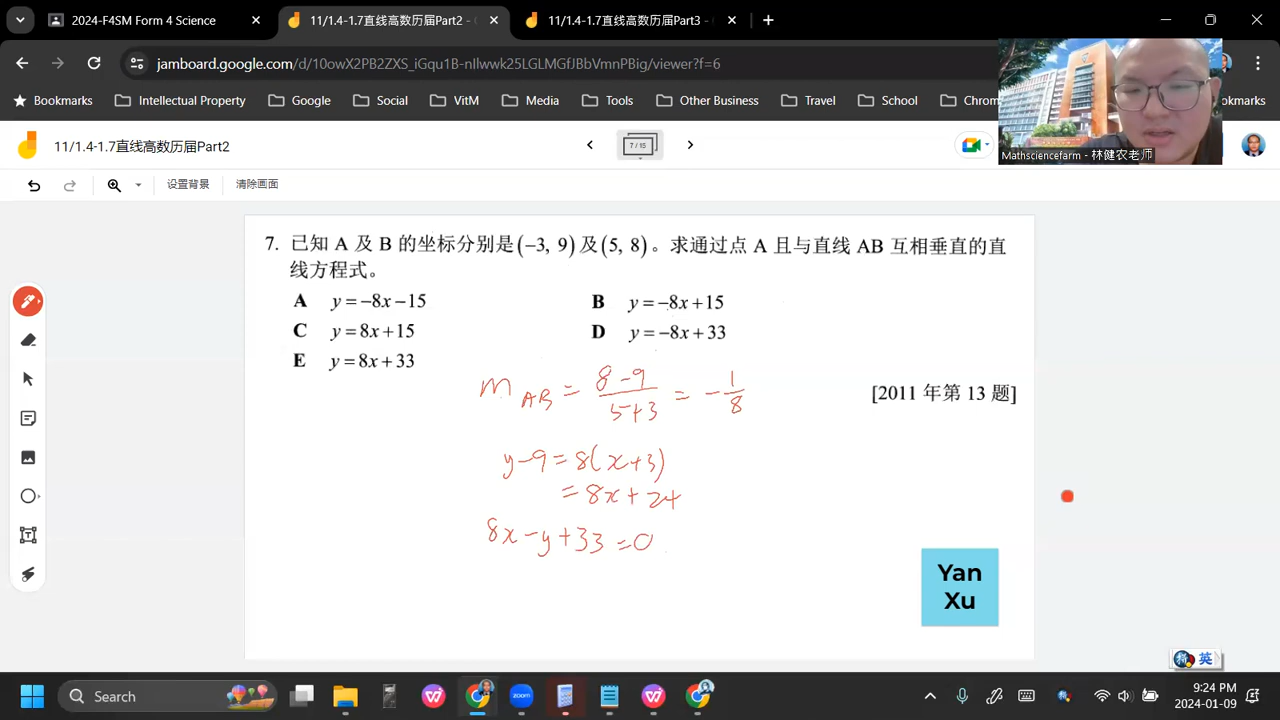 2024-F4SM Form 4 Science
11/1.4-1.7直线高数历届Part2 -
11/1.4-1.7直线高数历届Part3 -
jamboard.google.com/d/10owX2PB2ZXS_iGqu1B-nIlwwk25LGLMGfJBbVmnPBig/viewer?f=6
Bookmarks Intellectual Property Google Social VitM Media Tools Other Business Travel School Chrom
okmarks
Mathsciencefarm - 林健农老师
11/1.4-1.7直线高数历届Part2
7 / 15
设置背景 清除画面
7. 已知 A 及 B 的坐标分别是(−3, 9)及(5, 8)。求通过点 A 且与直线 AB 互相垂直的直
线方程式。
A y=−8x−15 B y=−8x+15
C y=8x+15 D y=−8x+33
E y=8x+33
[2011 年第 13 题]
m AB = 8-9 / 5+3 = - 1/8
y-9=8(x+3)
=8x+24
8x-y+33=0
Yan
Xu
英
Search
9:24 PM
2024-01-09